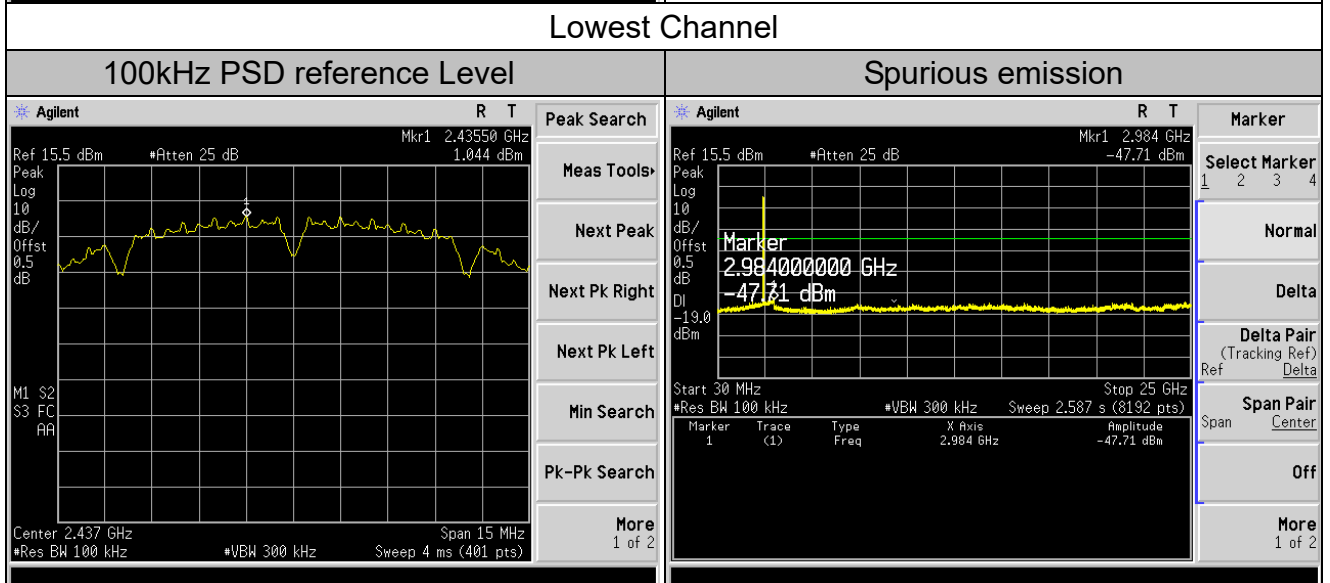 Lowest Channel
100kHz PSD reference Level
Agilent
R T
Peak Search
Mkr1 2.43550 GHz
Ref 15.5 dBm #Atten 25 dB 1.044 dBm
Peak
Log
10
dB/
Offst
0.5
dB
1
M1 S2
S3 FC
AA
Center 2.437 GHz Span 15 MHz
#Res BW 100 kHz #VBW 300 kHz Sweep 4 ms (401 pts)
Meas Tools
Next Peak
Next Pk Right
Next Pk Left
Min Search
Pk-Pk Search
More
1 of 2
Spurious emission
Agilent
R T
Marker
Mkr1 2.984 GHz
Ref 15.5 dBm #Atten 25 dB -47.71 dBm
Peak
Log
10
dB/
Offst
0.5
dB
DI
-19.0
dBm
Marker
2.984000000 GHz
-47.71 dBm
Start 30 MHz Stop 25 GHz
#Res BW 100 kHz #VBW 300 kHz Sweep 2.587 s (8192 pts)
Marker Trace Type X Axis Amplitude
1 (1) Freq 2.984 GHz -47.71 dBm
Select Marker
1 2 3 4
Normal
Delta
Delta Pair
(Tracking Ref)
Ref Delta
Span Pair
Span Center
Off
More
1 of 2